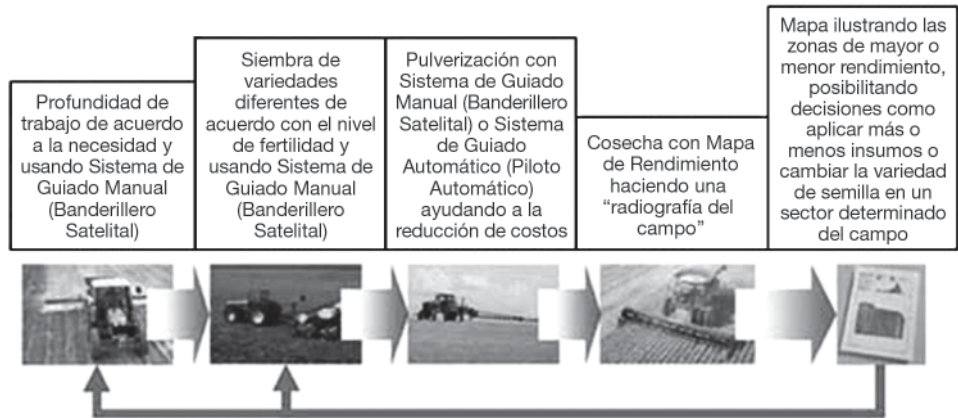 Profundidad de
trabajo de acuerdo
a la necesidad y
usando Sistema de
Guiado Manual
(Banderillero
Satelital)
Siembra de
variedades
diferentes de
acuerdo con el nivel
de fertilidad y
usando Sistema de
Guiado Manual
(Banderillero
Satelital)
Pulverización con
Sistema de Guiado
Manual (Banderillero
Satelital) o Sistema
de Guiado
Automático (Piloto
Automático)
ayudando a la
reducción de costos
Cosecha con Mapa
de Rendimiento
haciendo una
“radiografía del
campo”
Mapa ilustrando las
zonas de mayor o
menor rendimiento,
posibilitando
decisiones como
aplicar más o
menos insumos o
cambiar la variedad
de semilla en un
sector determinado
del campo